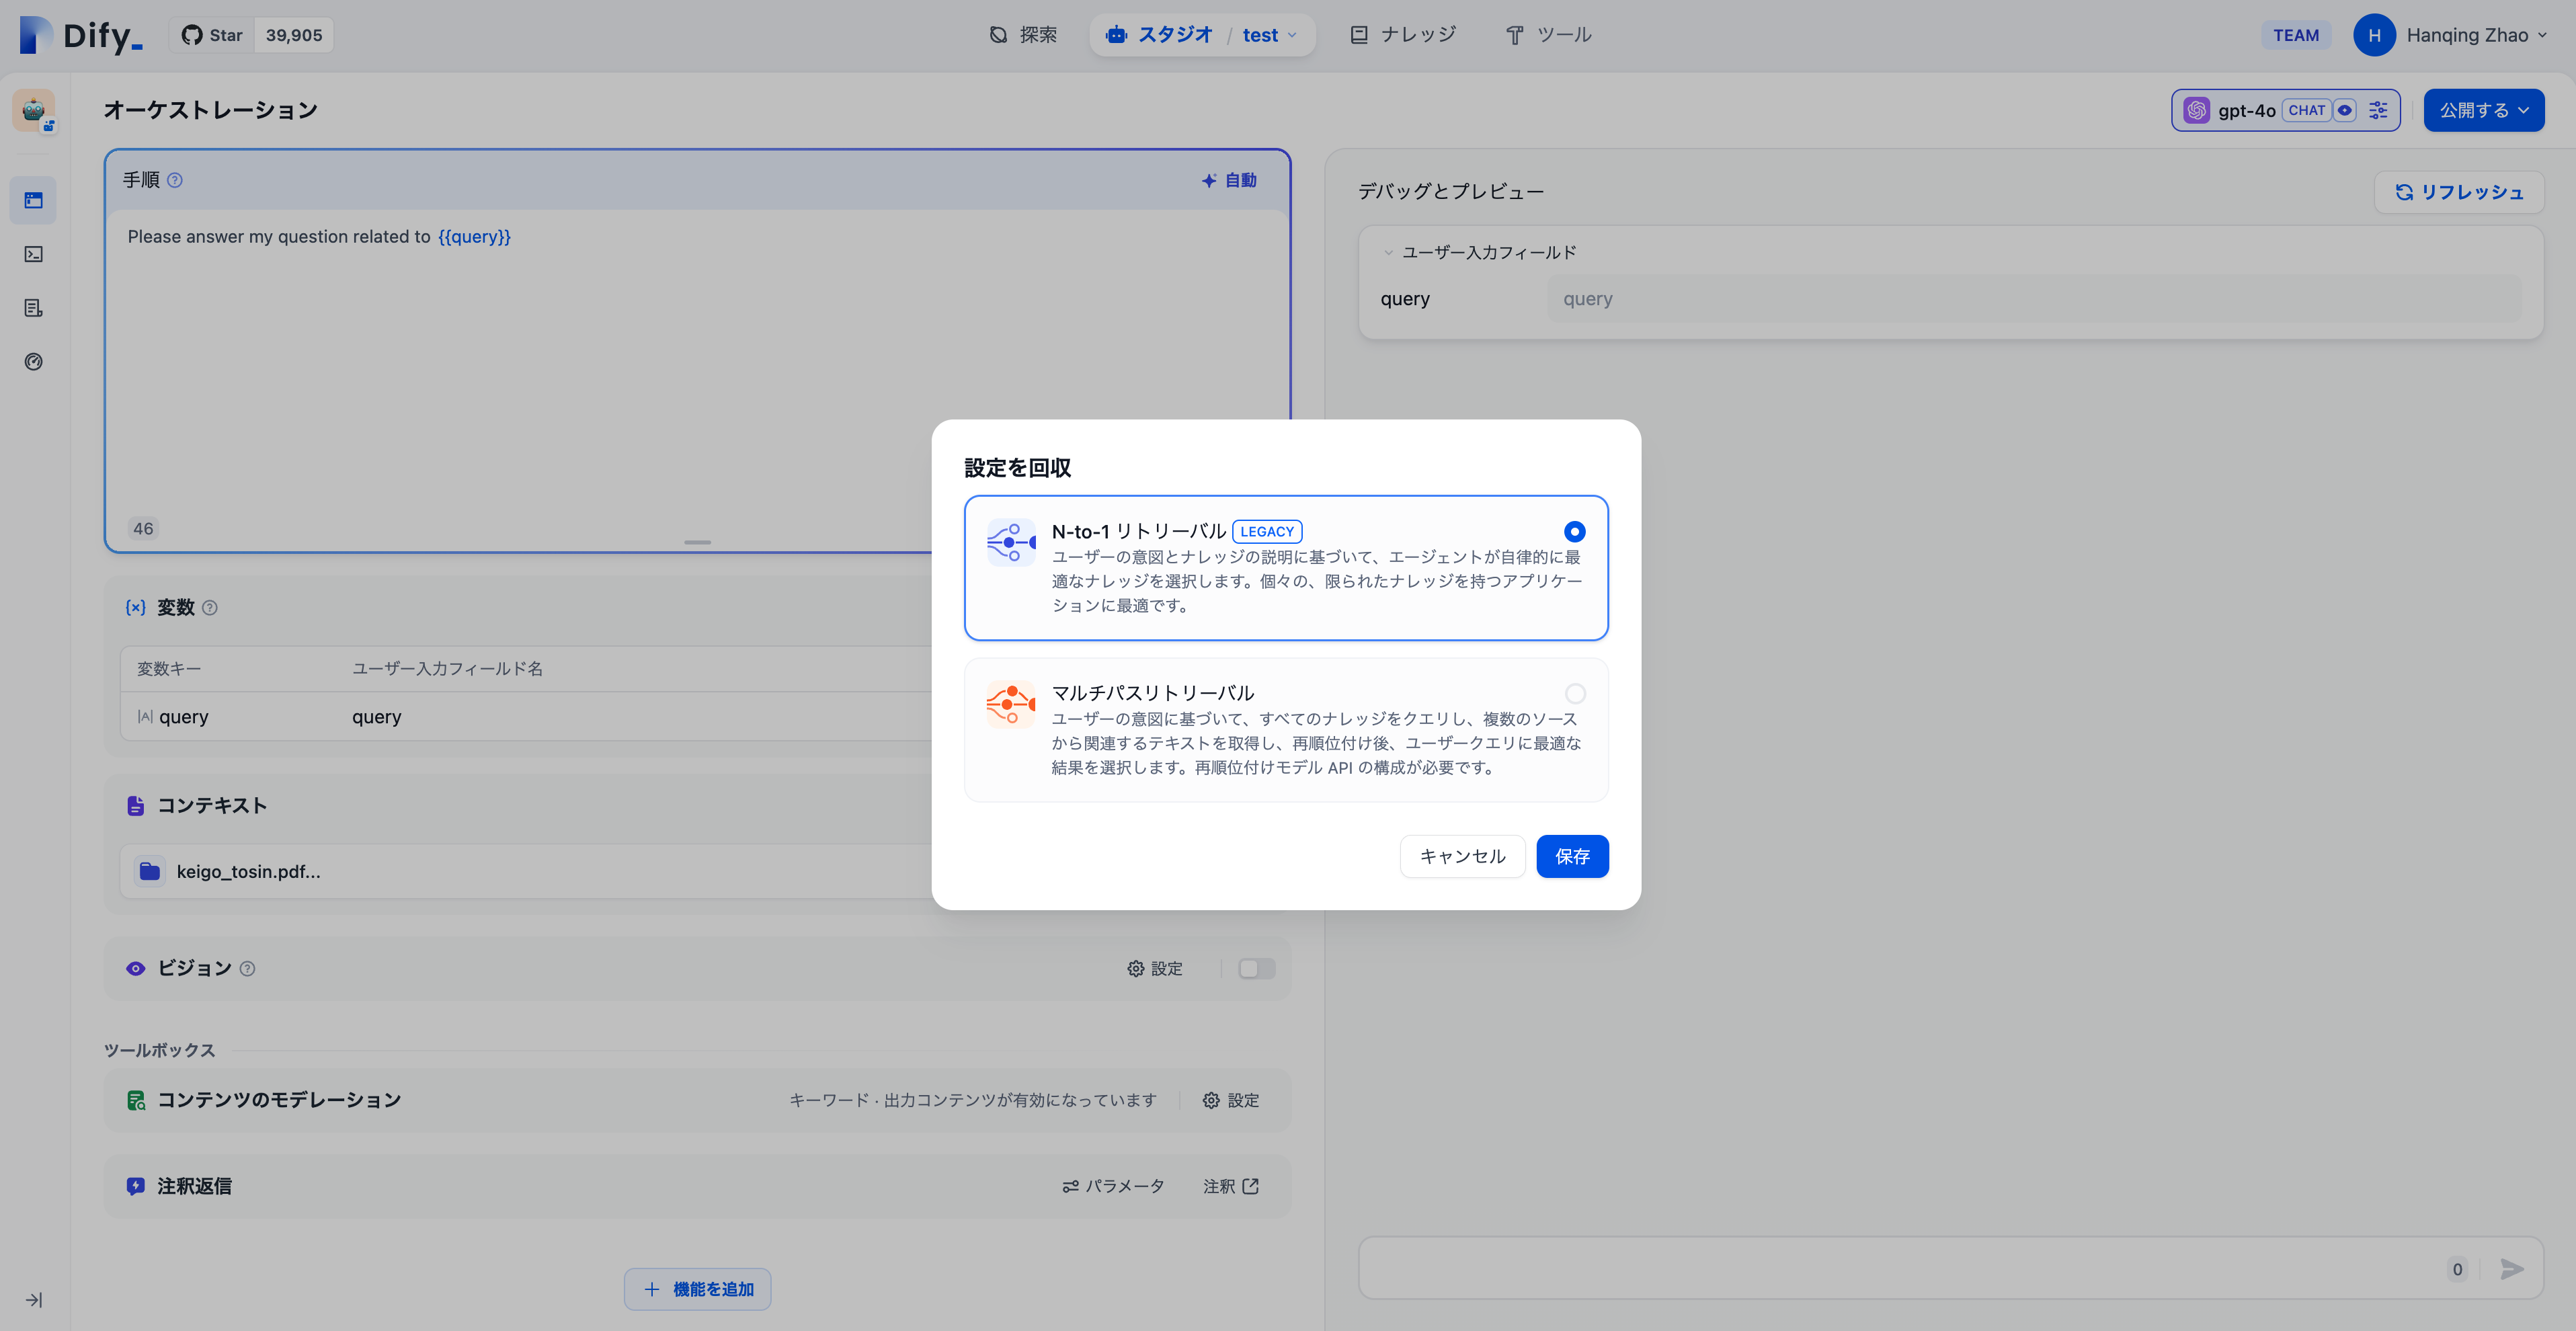 Dify_
Star 39,905
探索
スタジオ / test
ナレッジ
ツール
TEAM
H Hanqing Zhao
オーケストレーション
gpt-4o CHAT
公開する
手順
自動
Please answer my question related to {{query}}
46
デバッグとプレビュー
リフレッシュ
ユーザー入力フィールド
query query
設定を回収
N-to-1 リトリーバル LEGACY
ユーザーの意図とナレッジの説明に基づいて、エージェントが自律的に最
適なナレッジを選択します。個々の、限られたナレッジを持つアプリケー
ションに最適です。
マルチパスリトリーバル
ユーザーの意図に基づいて、すべてのナレッジをクエリし、複数のソース
から関連するテキストを取得し、再順位付け後、ユーザークエリに最適な
結果を選択します。再順位付けモデル API の構成が必要です。
キャンセル 保存
{×} 変数
変数キー ユーザー入力フィールド名
query query
コンテキスト
keigo_tosin.pdf...
ビジョン
設定
ツールボックス
コンテンツのモデレーション
キーワード · 出力コンテンツが有効になっています
設定
注釈返信
パラメータ
注釈
機能を追加
0